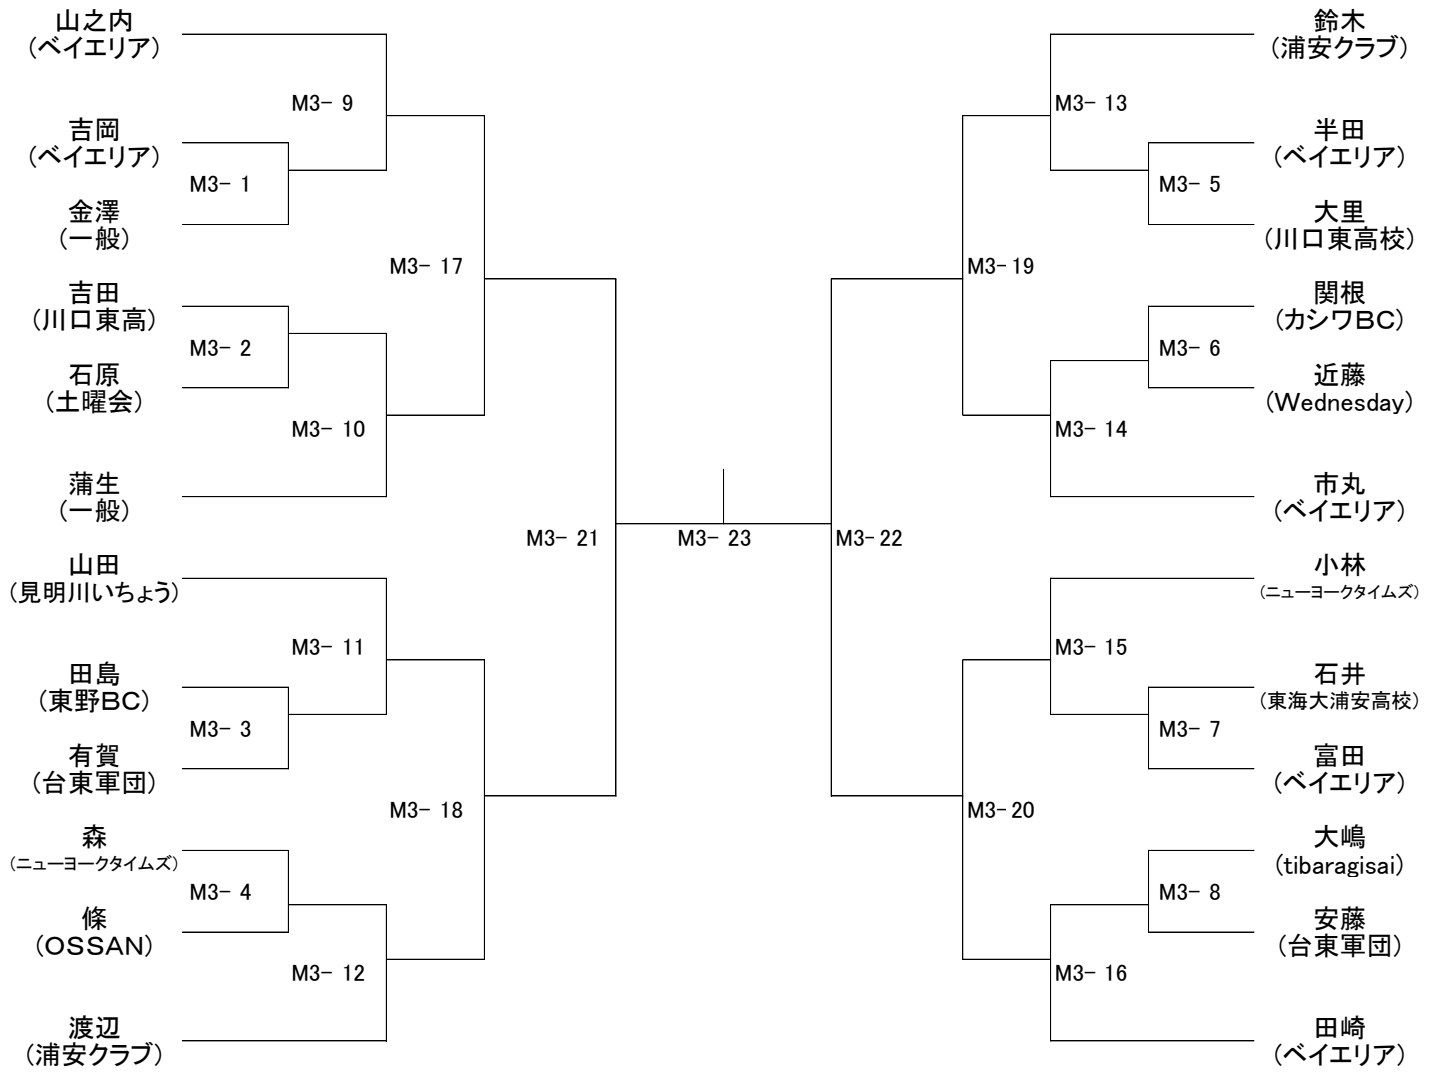 山之内
(ベイエリア)
M3- 9
吉岡
(ベイエリア)
M3- 1
金澤
(一般)
M3- 17
吉田
(川口東高)
M3- 2
石原
(土曜会)
M3- 10
蒲生
(一般)
M3- 21
山田
(見明川いちょう)
M3- 11
田島
(東野BC)
M3- 3
有賀
(台東軍団)
M3- 18
森
(ニューヨークタイムズ)
M3- 4
條
(OSSAN)
M3- 12
渡辺
(浦安クラブ)
M3- 23
鈴木
(浦安クラブ)
M3- 13
半田
(ベイエリア)
M3- 5
大里
(川口東高校)
M3- 19
関根
(カシワBC)
M3- 6
近藤
(Wednesday)
M3- 14
市丸
(ベイエリア)
M3- 22
小林
(ニューヨークタイムズ)
M3- 15
石井
(東海大浦安高校)
M3- 7
富田
(ベイエリア)
M3- 20
大嶋
(tibaragisai)
M3- 8
安藤
(台東軍団)
M3- 16
田崎
(ベイエリア)